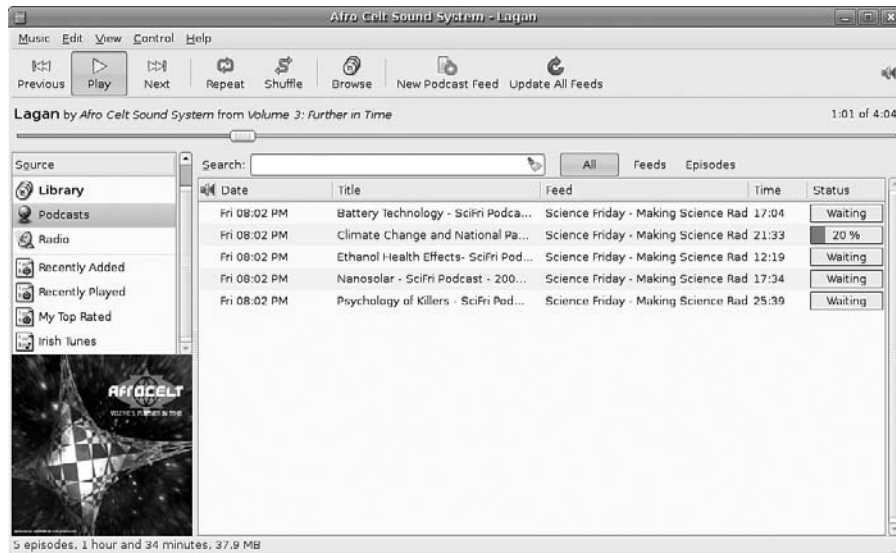 Afro Celt Sound System - Lagan
Music Edit View Control Help
Previous Play Next Repeat Shuffle Browse New Podcast Feed Update All Feeds
Lagan by Afro Celt Sound System from Volume 3: Further in Time 1:01 of 4:04
Source
Library
Podcasts
Radio
Recently Added
Recently Played
My Top Rated
Irish Tunes
Search: All Feeds Episodes
Date Title Feed Time Status
Fri 08:02 PM Battery Technology - SciFri Podca... Science Friday - Making Science Rad 17:04 Waiting
Fri 08:02 PM Climate Change and National Pa... Science Friday - Making Science Rad 21:33 20 %
Fri 08:02 PM Ethanol Health Effects- SciFri Pod... Science Friday - Making Science Rad 12:19 Waiting
Fri 08:02 PM Nanosolar - SciFri Podcast - 200... Science Friday - Making Science Rad 17:34 Waiting
Fri 08:02 PM Psychology of Killers - SciFri Pod... Science Friday - Making Science Rad 25:39 Waiting
AFROCELT
VOLUME 3: FURTHER IN TIME
5 episodes, 1 hour and 34 minutes, 37.9 MB